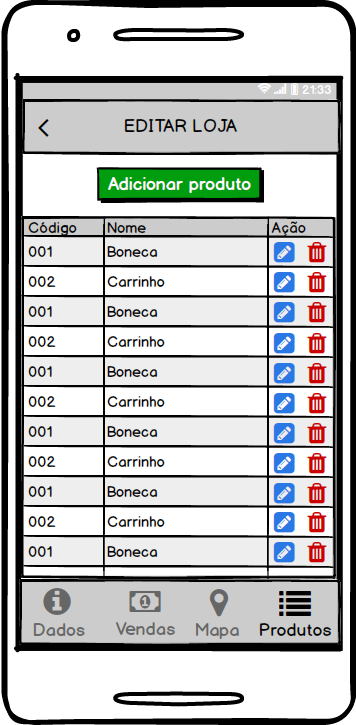 21:33
EDITAR LOJA
Adicionar produto
Código Nome Ação
001 Boneca
002 Carrinho
001 Boneca
002 Carrinho
001 Boneca
002 Carrinho
001 Boneca
002 Carrinho
001 Boneca
002 Carrinho
001 Boneca
1
Dados Vendas Mapa Produtos